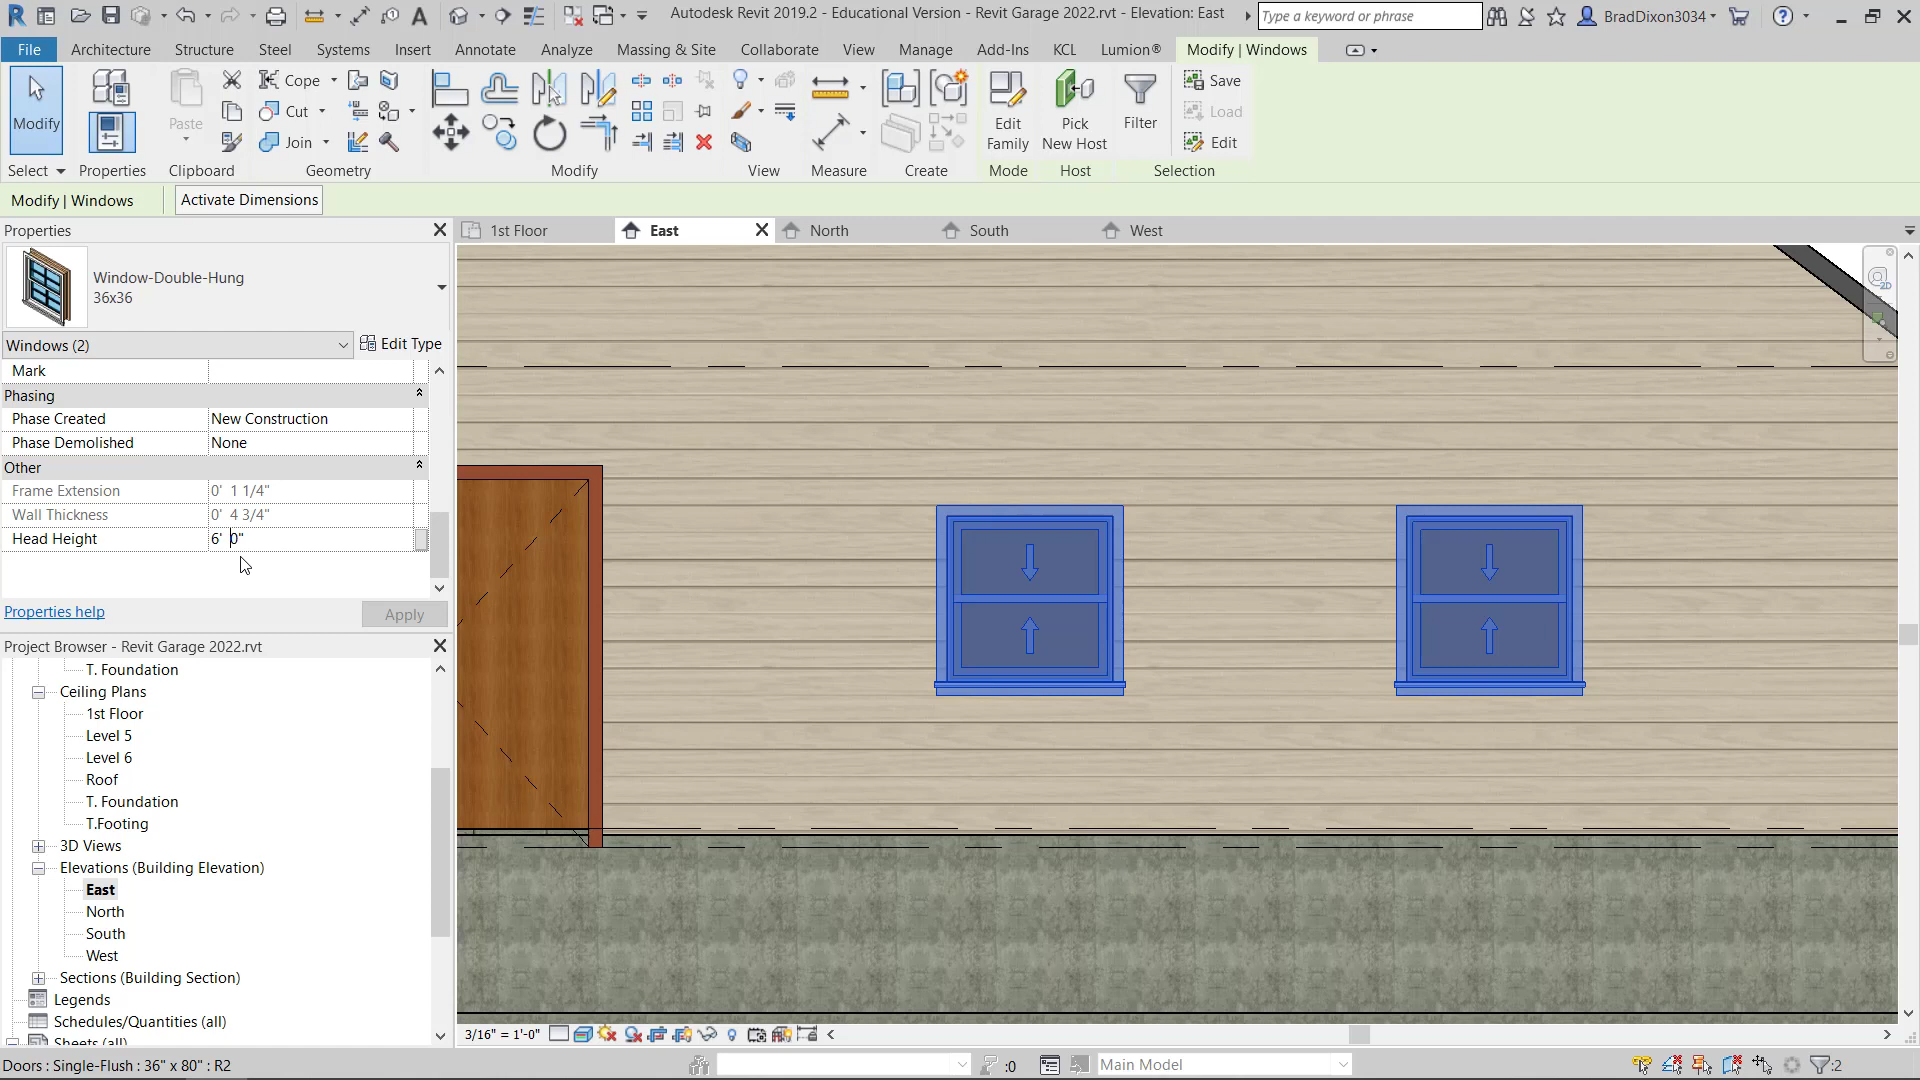 Autodesk Revit 2019.2 - Educational Version - Revit Garage 2022.rvt - Elevation: East
Type a keyword or phrase
BradDixon3034
File
Architecture
Structure
Steel
Systems
Insert
Annotate
Analyze
Massing & Site
Collaborate
View
Manage
Add-Ins
KCL
Lumion®
Modify | Windows
Modify
Paste
Cope
Cut
Join
Edit
Family
Pick
New Host
Filter
Save
Load
Edit
Select
Properties
Clipboard
Geometry
Modify
View
Measure
Create
Mode
Host
Selection
Modify | Windows
Activate Dimensions
Properties
1st Floor
East
North
South
West
Window-Double-Hung
36x36
2D
Windows (2)
Edit Type
Mark
Phasing
Phase Created New Construction
Phase Demolished None
Other
Frame Extension 0' 1 1/4"
Wall Thickness 0' 4 3/4"
Head Height 6' 0"
Properties help
Apply
Project Browser - Revit Garage 2022.rvt
T. Foundation
Ceiling Plans
1st Floor
Level 5
Level 6
Roof
T. Foundation
T.Footing
3D Views
Elevations (Building Elevation)
East
North
South
West
Sections (Building Section)
Legends
Schedules/Quantities (all)
Sheets (all)
3/16" = 1'-0"
Doors : Single-Flush : 36" x 80" : R2
:0
Main Model
:2